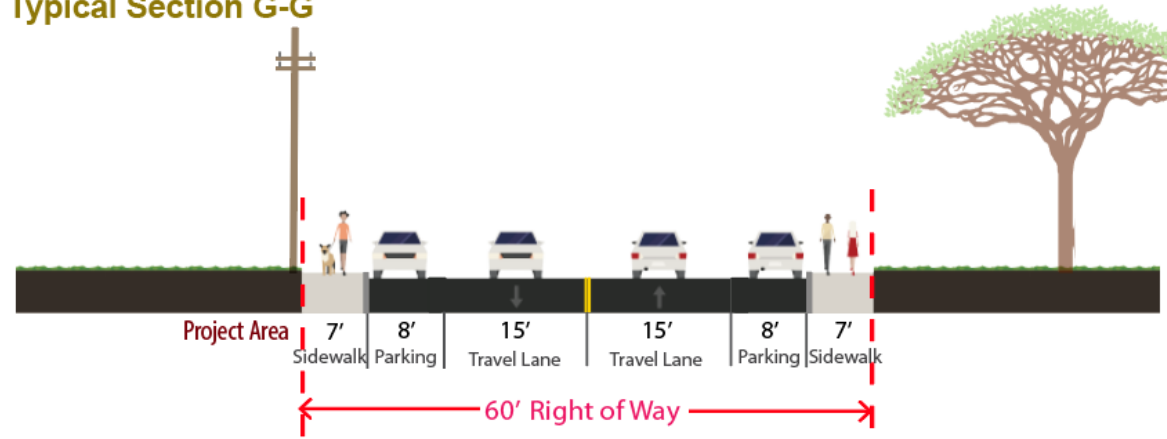 Typical Section G-G
Project Area 7’ 8’ 15’ 15’ 8’ 7’
Sidewalk Parking Travel Lane Travel Lane Parking Sidewalk
60’ Right of Way